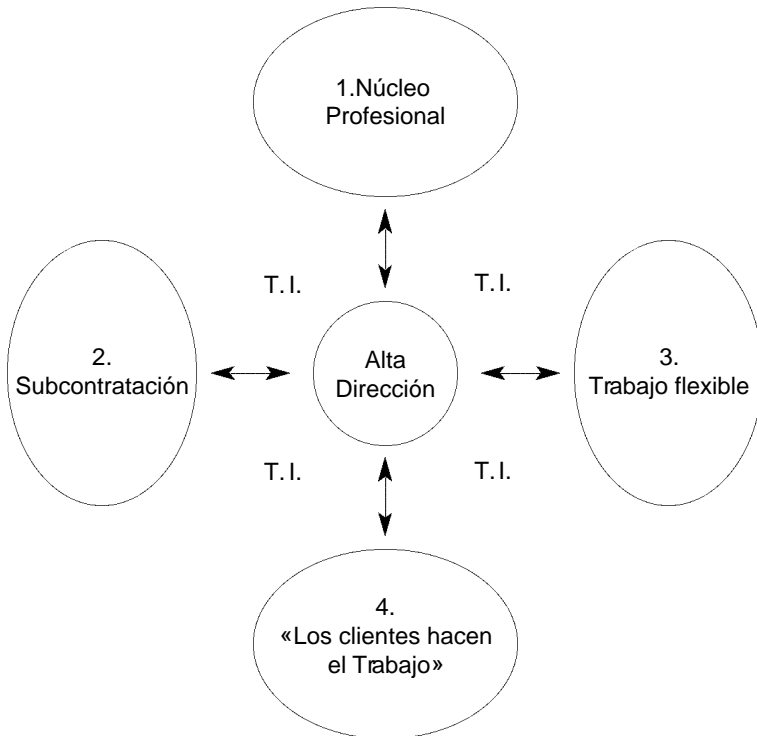 1.Núcleo
Profesional
T.I.
T.I.
2.
Subcontratación
Alta
Dirección
3.
Trabajo flexible
T.I.
T.I.
4.
«Los clientes hacen
el Trabajo»